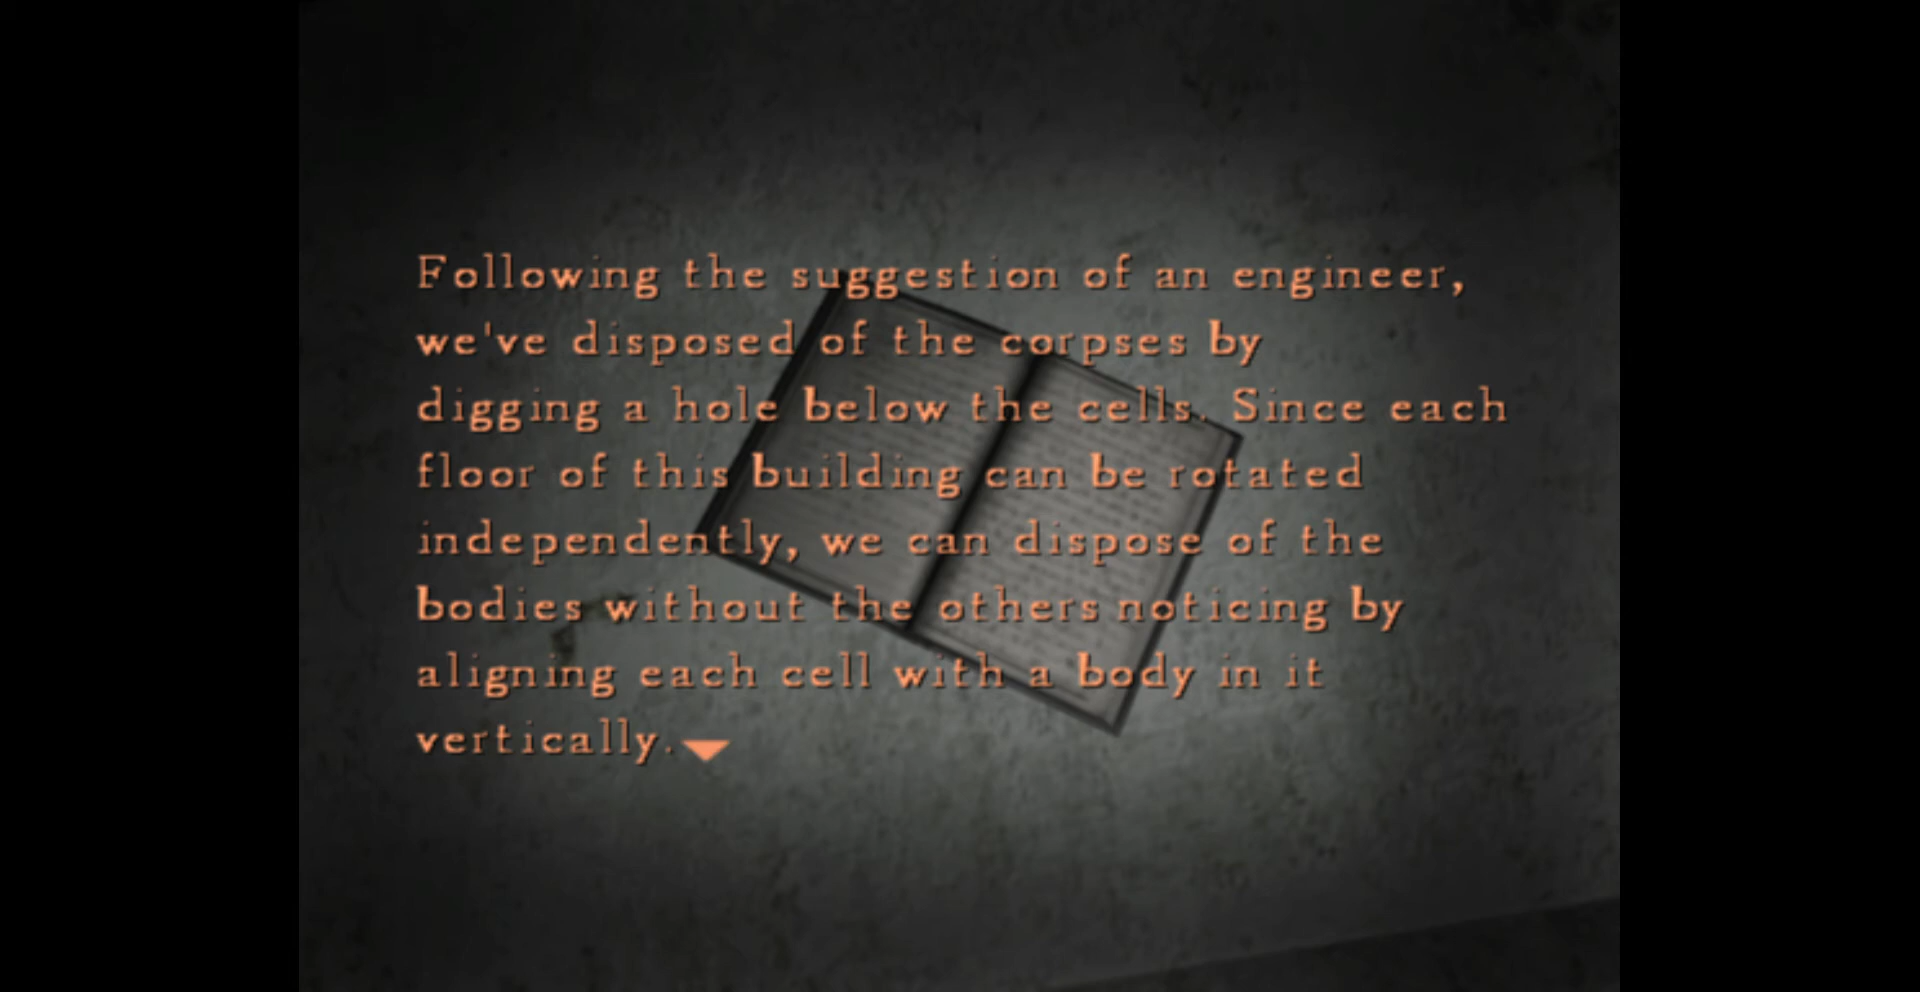 Following the suggestion of an engineer,
we've disposed of the corpses by
digging a hole below the cells. Since each
floor of this building can be rotated
independently, we can dispose of the
bodies without the others noticing by
aligning each cell with a body in it
vertically.